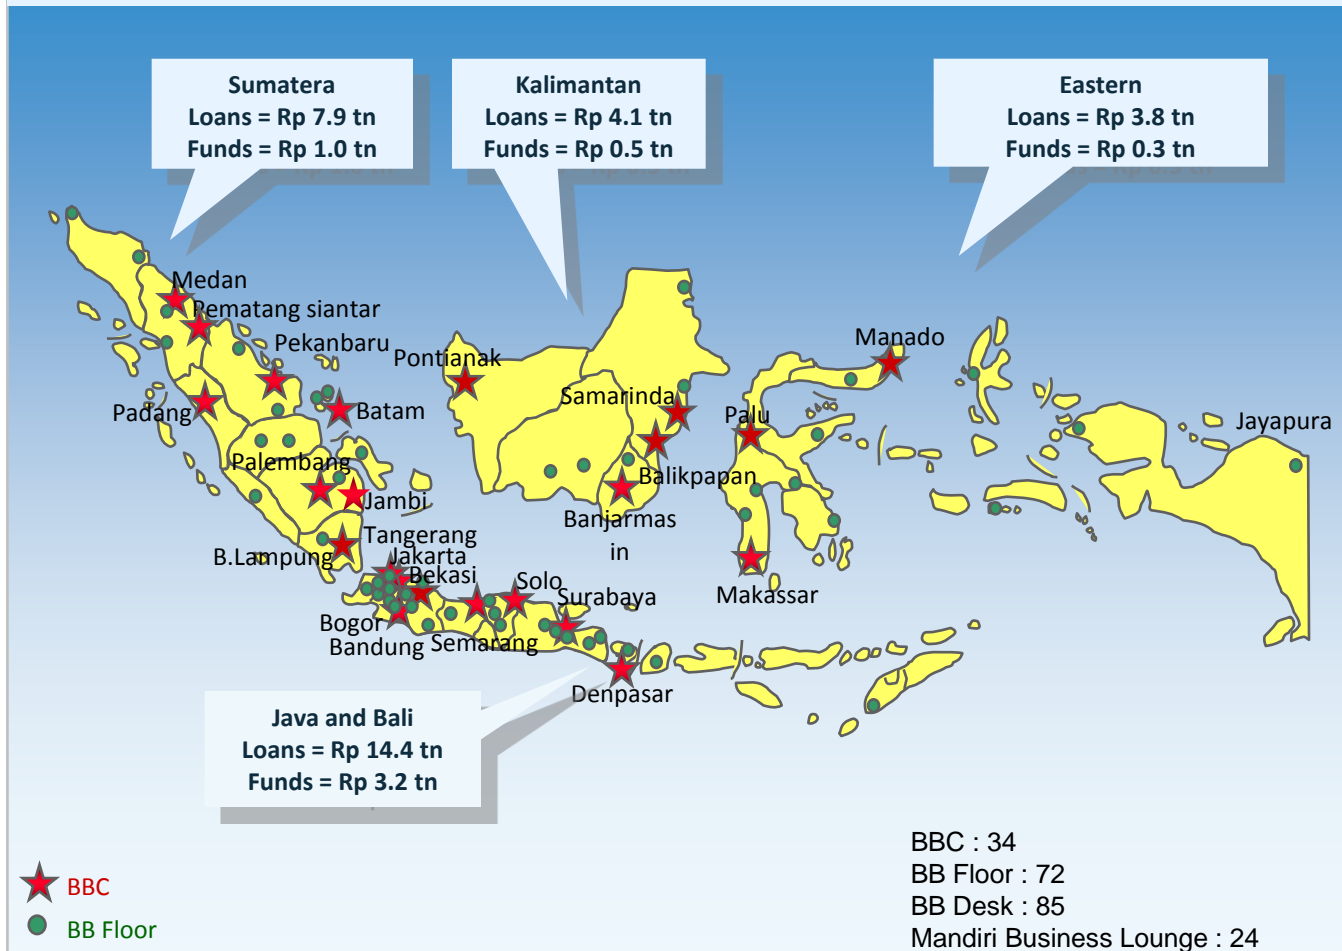 Sumatera
Loans = Rp 7.9 tn
Funds = Rp 1.0 tn
Kalimantan
Loans = Rp 4.1 tn
Funds = Rp 0.5 tn
Eastern
Loans = Rp 3.8 tn
Funds = Rp 0.3 tn
Medan
Pematang siantar
Pekanbaru
Padang
Batam
Palembang
Jambi
B.Lampung
Tangerang
Jakarta
Bekasi
Bogor
Bandung
Semarang
Solo
Surabaya
Denpasar
Pontianak
Samarinda
Balikpapan
Banjarmas
in
Manado
Palu
Makassar
Jayapura
Java and Bali
Loans = Rp 14.4 tn
Funds = Rp 3.2 tn
BBC
BB Floor
BBC : 34
BB Floor : 72
BB Desk : 85
Mandiri Business Lounge : 24